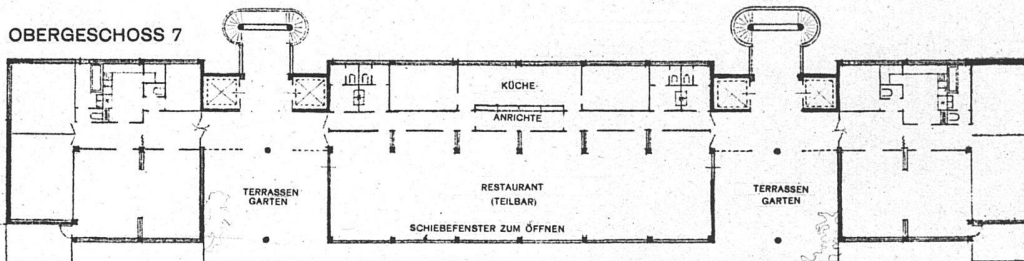 OBERGESCHOSS 7
KÜCHE
ANRICHTE
TERRASSEN
GARTEN
RESTAURANT
(TEILBAR)
TERRASSEN
GARTEN
SCHIEBEFENSTER ZUM ÖFFNEN